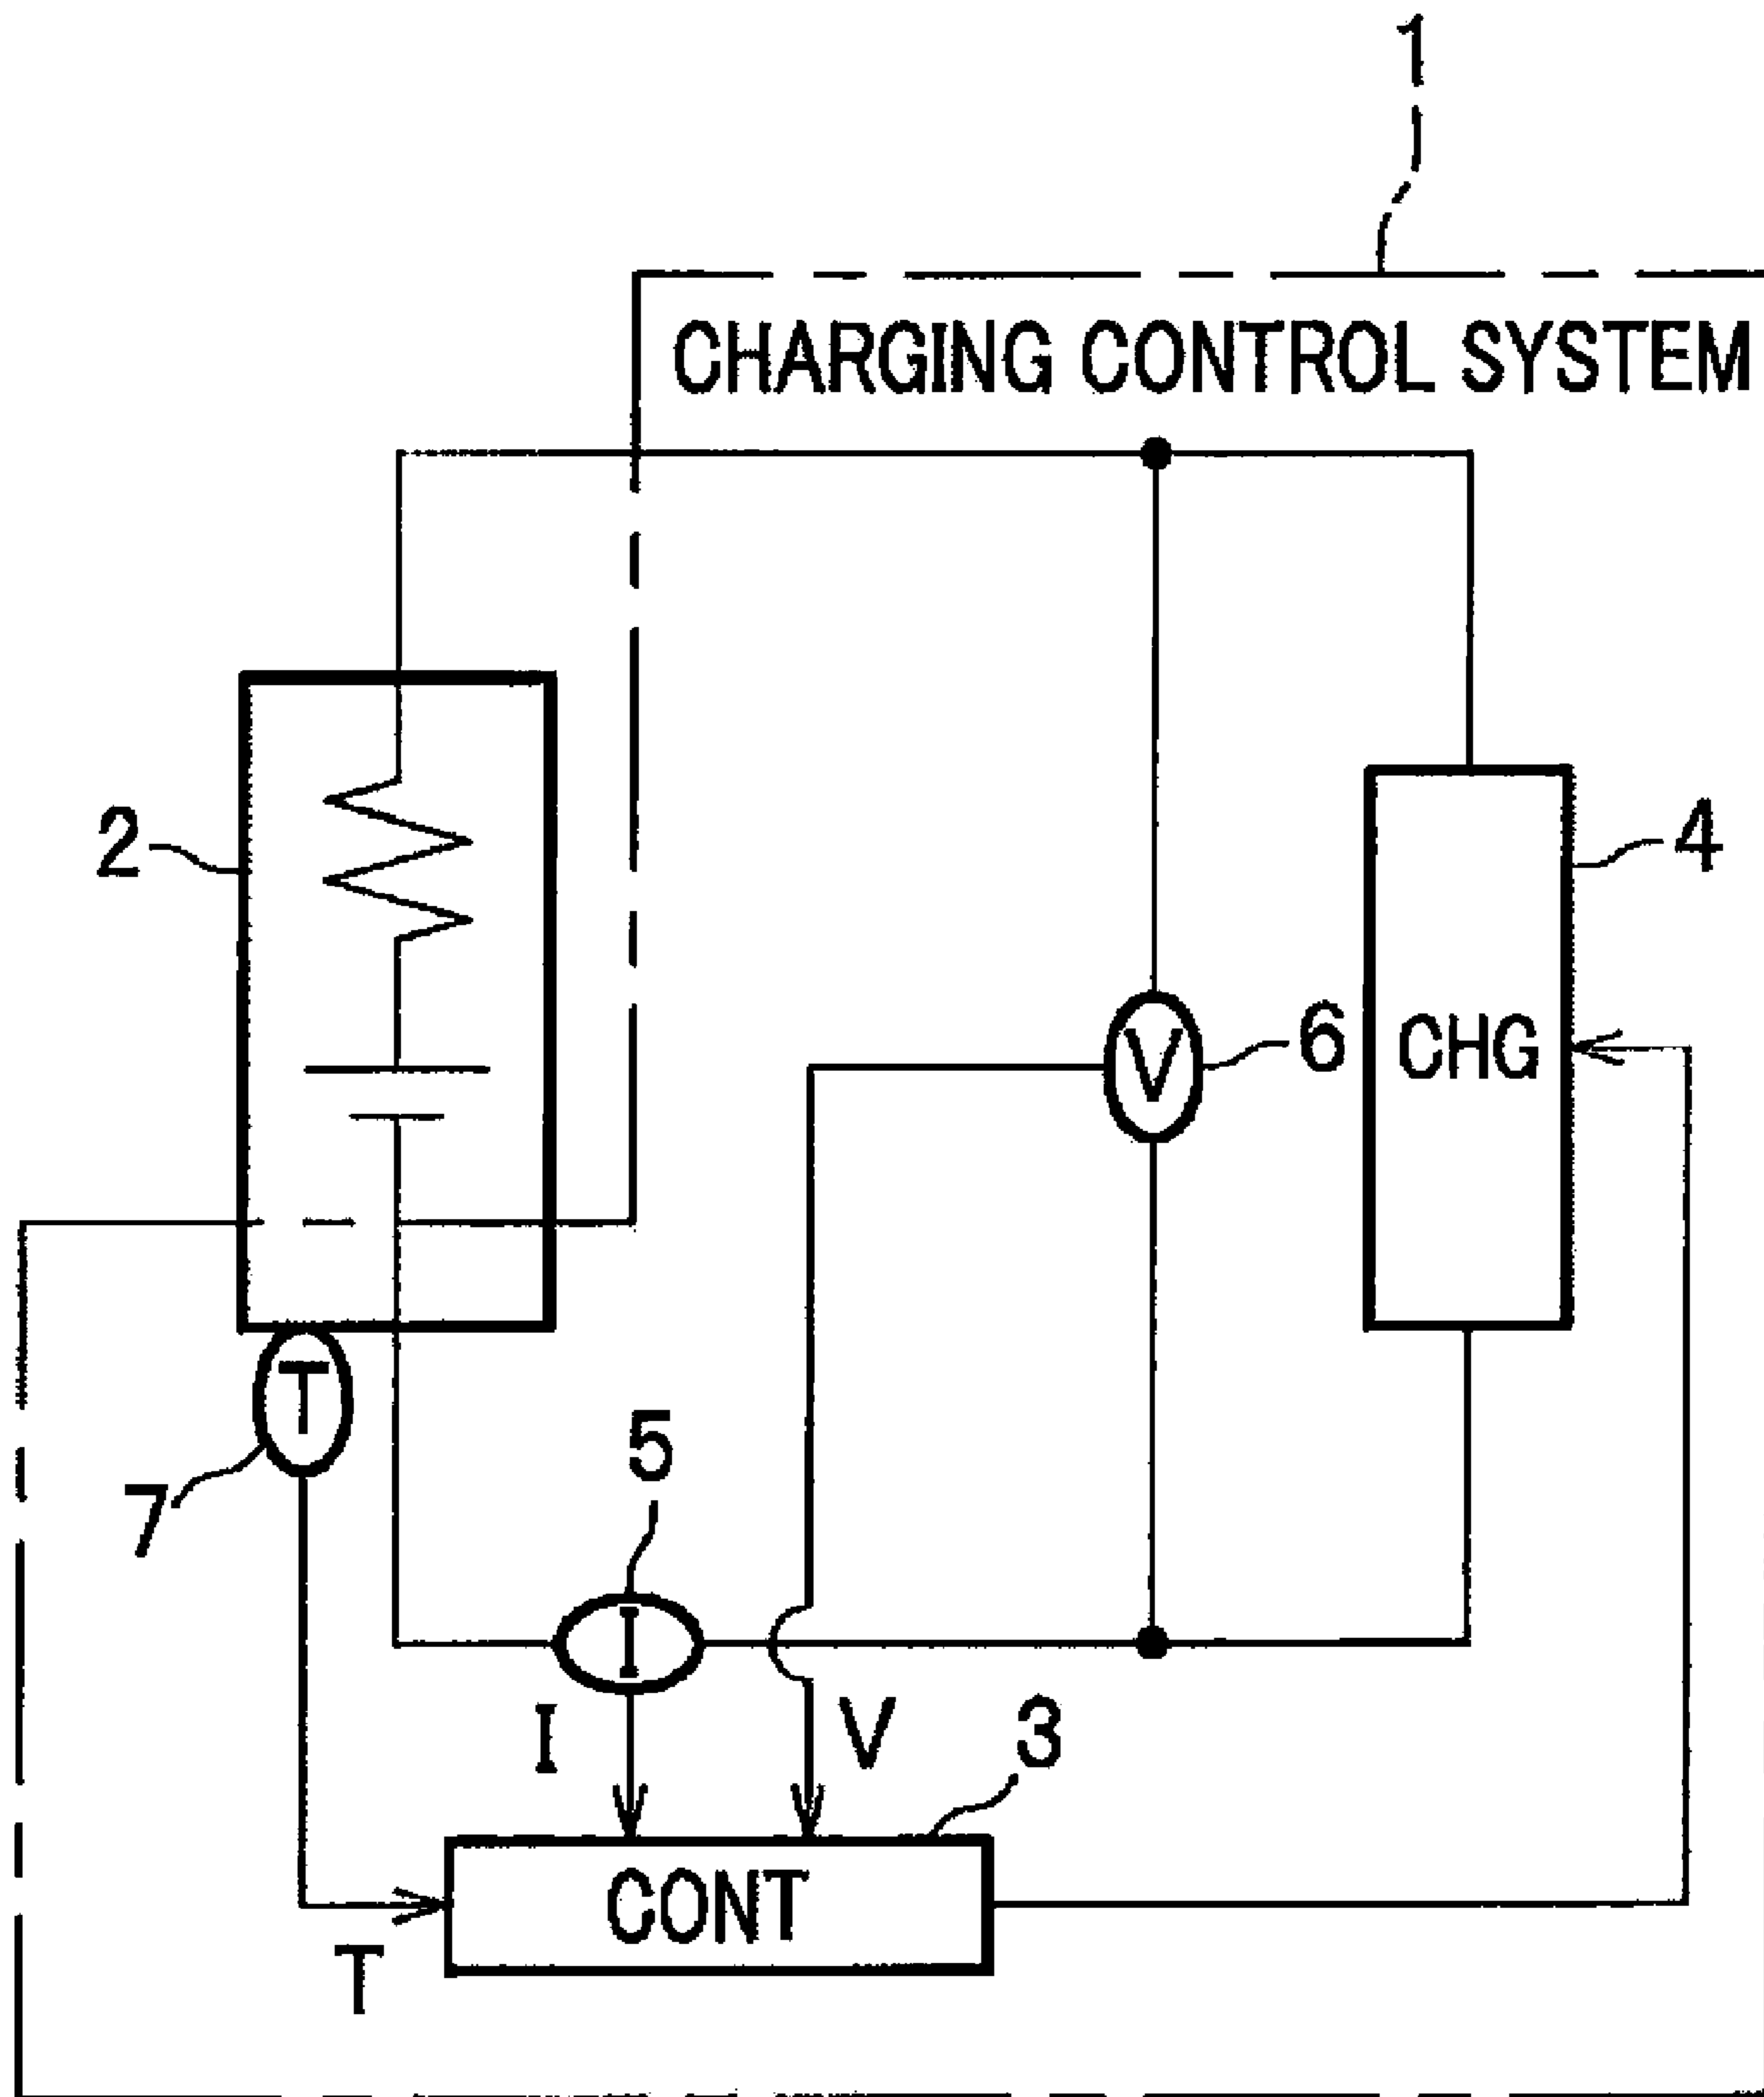 1
CHARGING CONTROL SYSTEM
2
4
6
V
CHG
T
7
5
I
I
V
3
CONT
T